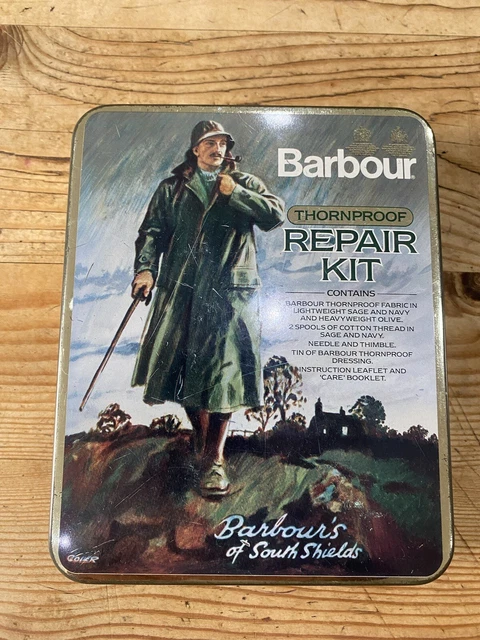 Barbour
THORNPROOF
REPAIR
KIT
CONTAINS
BARBOUR THORNPROOF FABRIC IN
LIGHTWEIGHT SAGE AND NAVY
AND HEAVYWEIGHT OLIVE.
2 SPOOLS OF COTTON THREAD IN
SAGE AND NAVY.
NEEDLE AND THIMBLE.
TIN OF BARBOUR THORNPROOF
DRESSING.
INSTRUCTION LEAFLET AND
'CARE' BOOKLET.
Barbour's
of South Shields